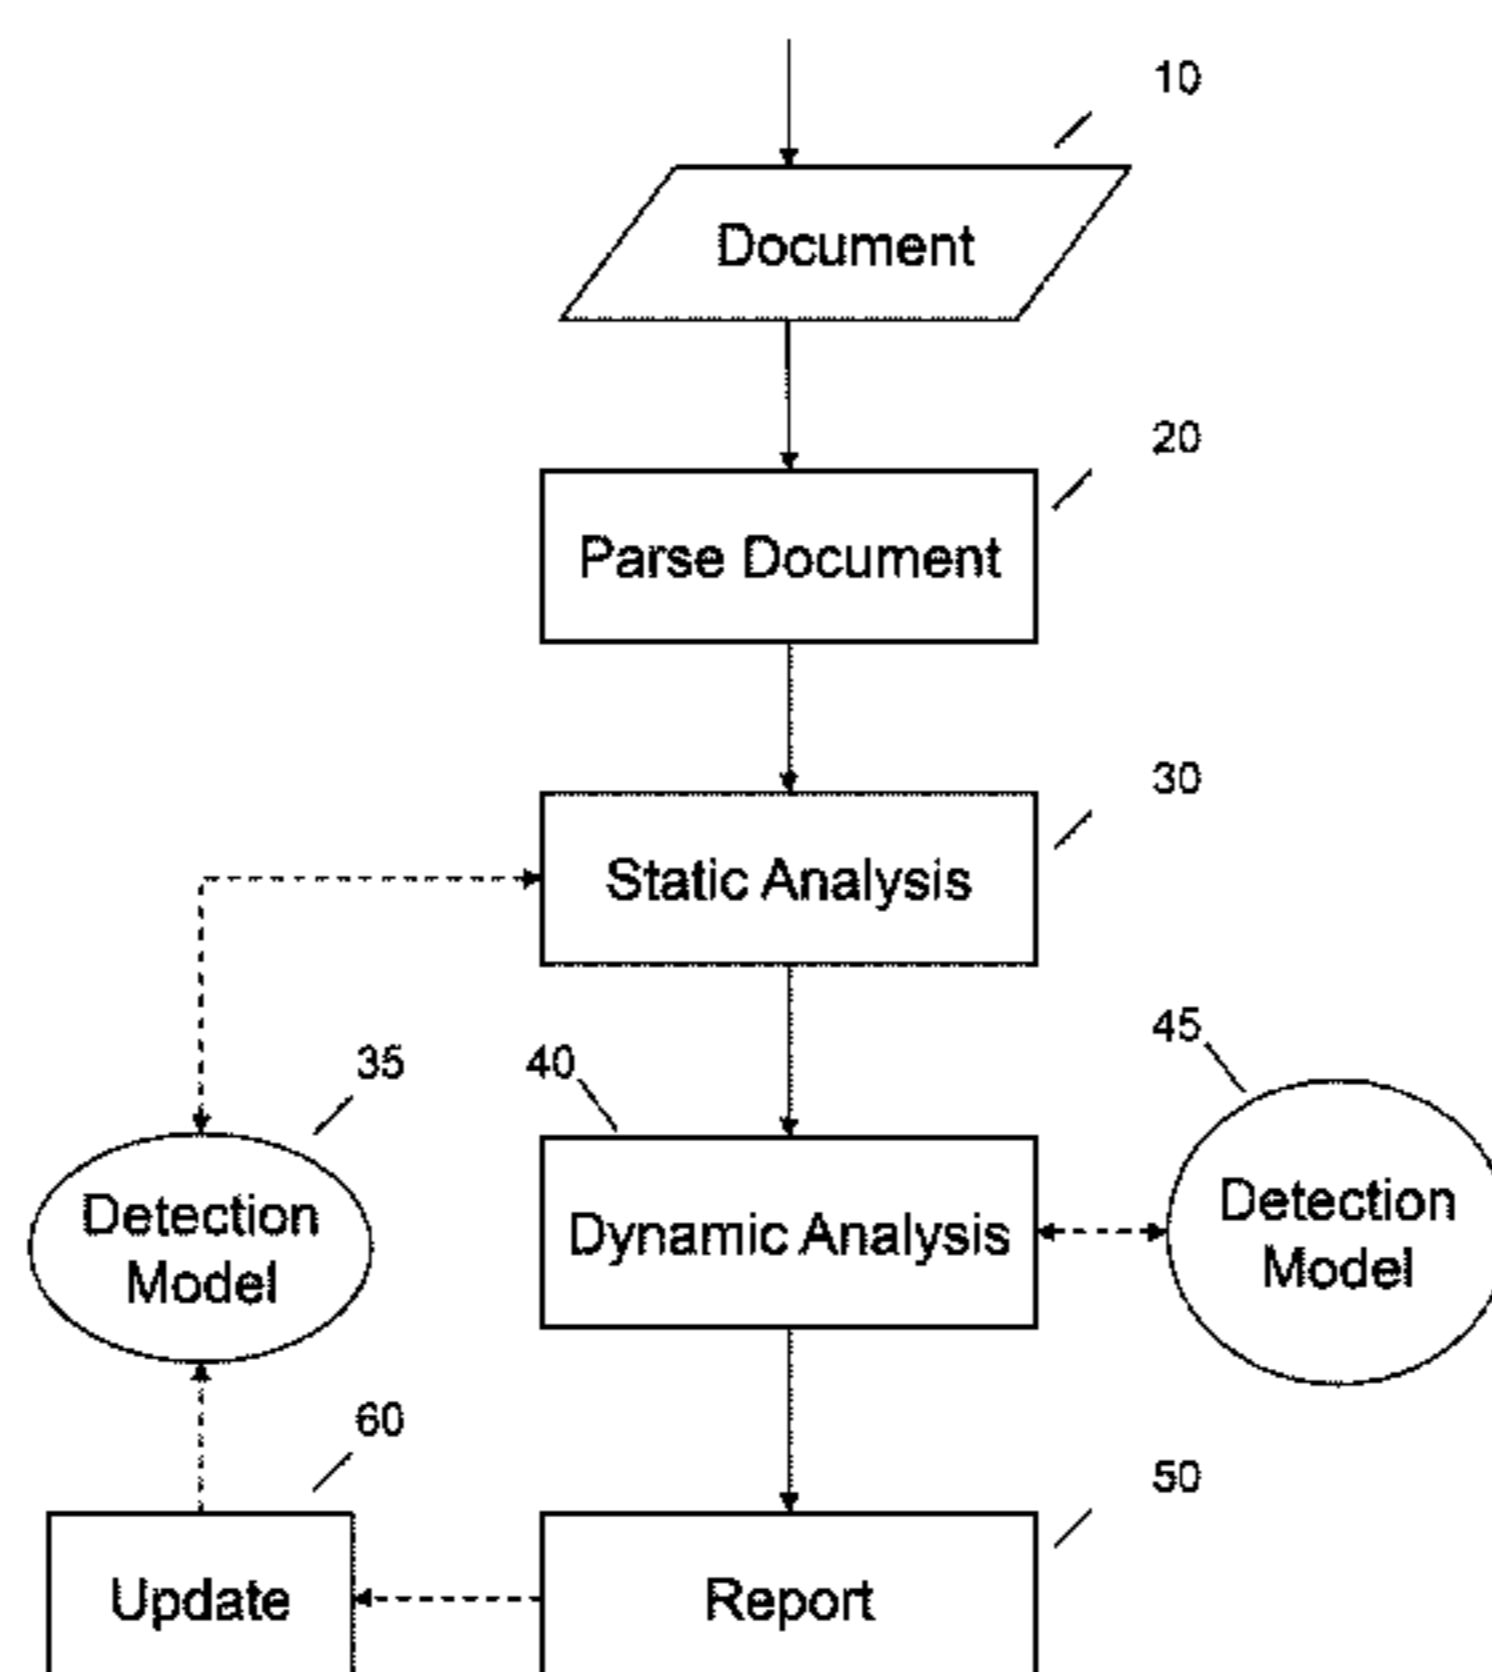 10
Document
20
Parse Document
30
Static Analysis
35
40
45
Detection
Model
Dynamic Analysis
Detection
Model
60
50
Update
Report